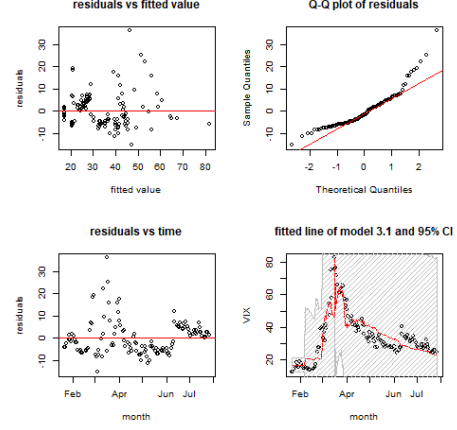 residuals vs fitted value
residuals
-10 0 10 20 30
20 30 40 50 60 70 80
fitted value
Q-Q plot of residuals
Sample Quantiles
-10 0 10 20 30
-2 -1 0 1 2
Theoretical Quantiles
residuals vs time
residuals
-10 0 10 20 30
Feb Apr Jun Jul
month
fitted line of model 3.1 and 95% CI
VIX
20 40 60 80
Feb Apr Jun Jul
month